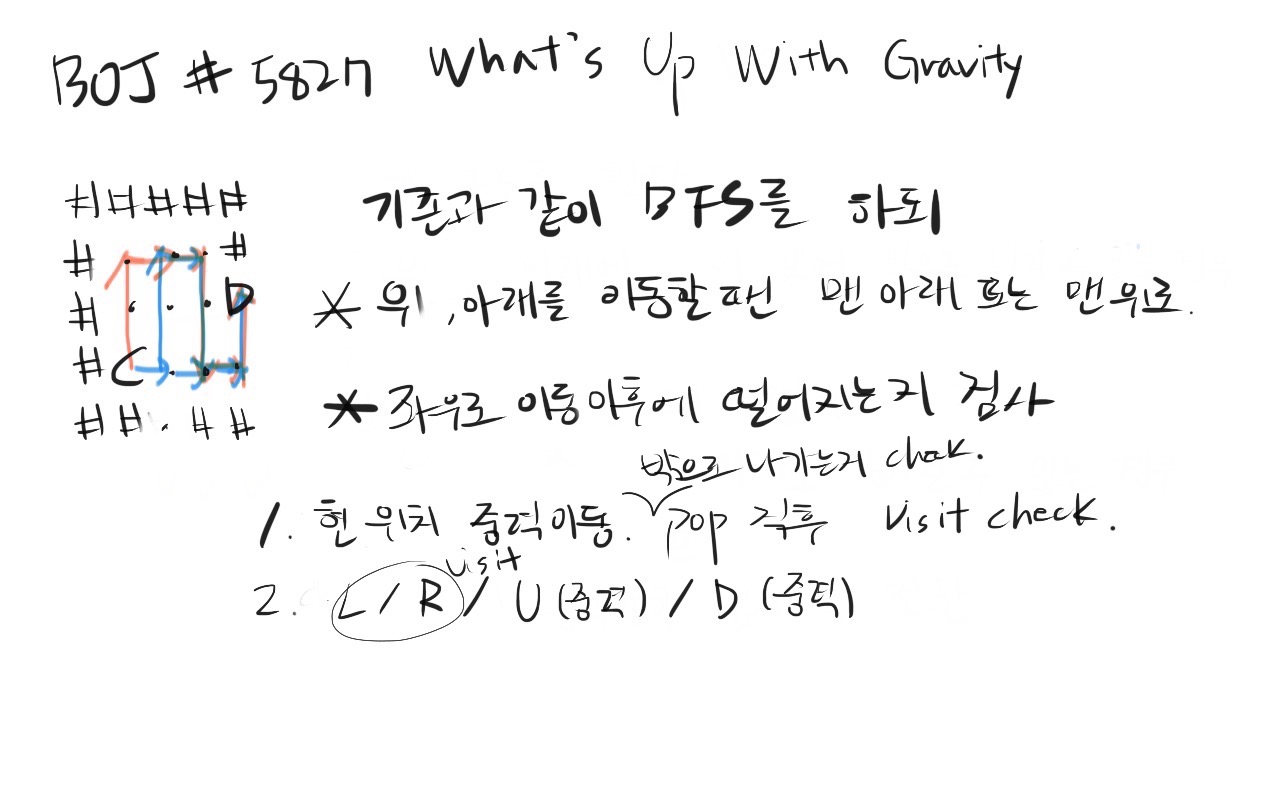 BOJ # 5827 What's Up With Gravity
#####
# . . . #
# . . . D
# C . . .
## . ##
기존과 같이 BFS를 하되
* 위, 아래를 이동할 땐 맨 아래 또는 맨 위로.
* 좌우로 이동 이후에 떨어지는지 검사
밖으로 나가는거 chak.
1. 현 위치 중력이동. pop 직후 visit check.
visit
2. L / R / U (중력) / D (중력)